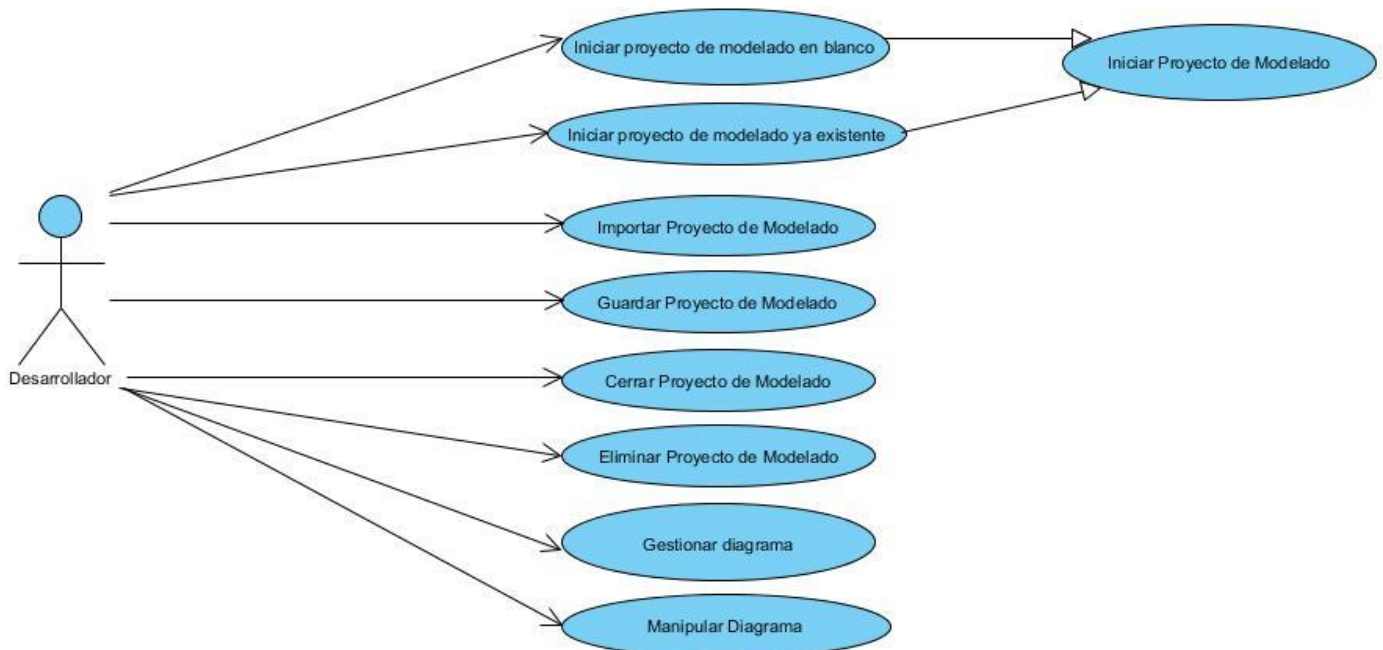 Iniciar proyecto de modelado en blanco
Iniciar Proyecto de Modelado
Iniciar proyecto de modelado ya existente
Importar Proyecto de Modelado
Guardar Proyecto de Modelado
Desarrollador
Cerrar Proyecto de Modelado
Eliminar Proyecto de Modelado
Gestionar diagrama
Manipular Diagrama